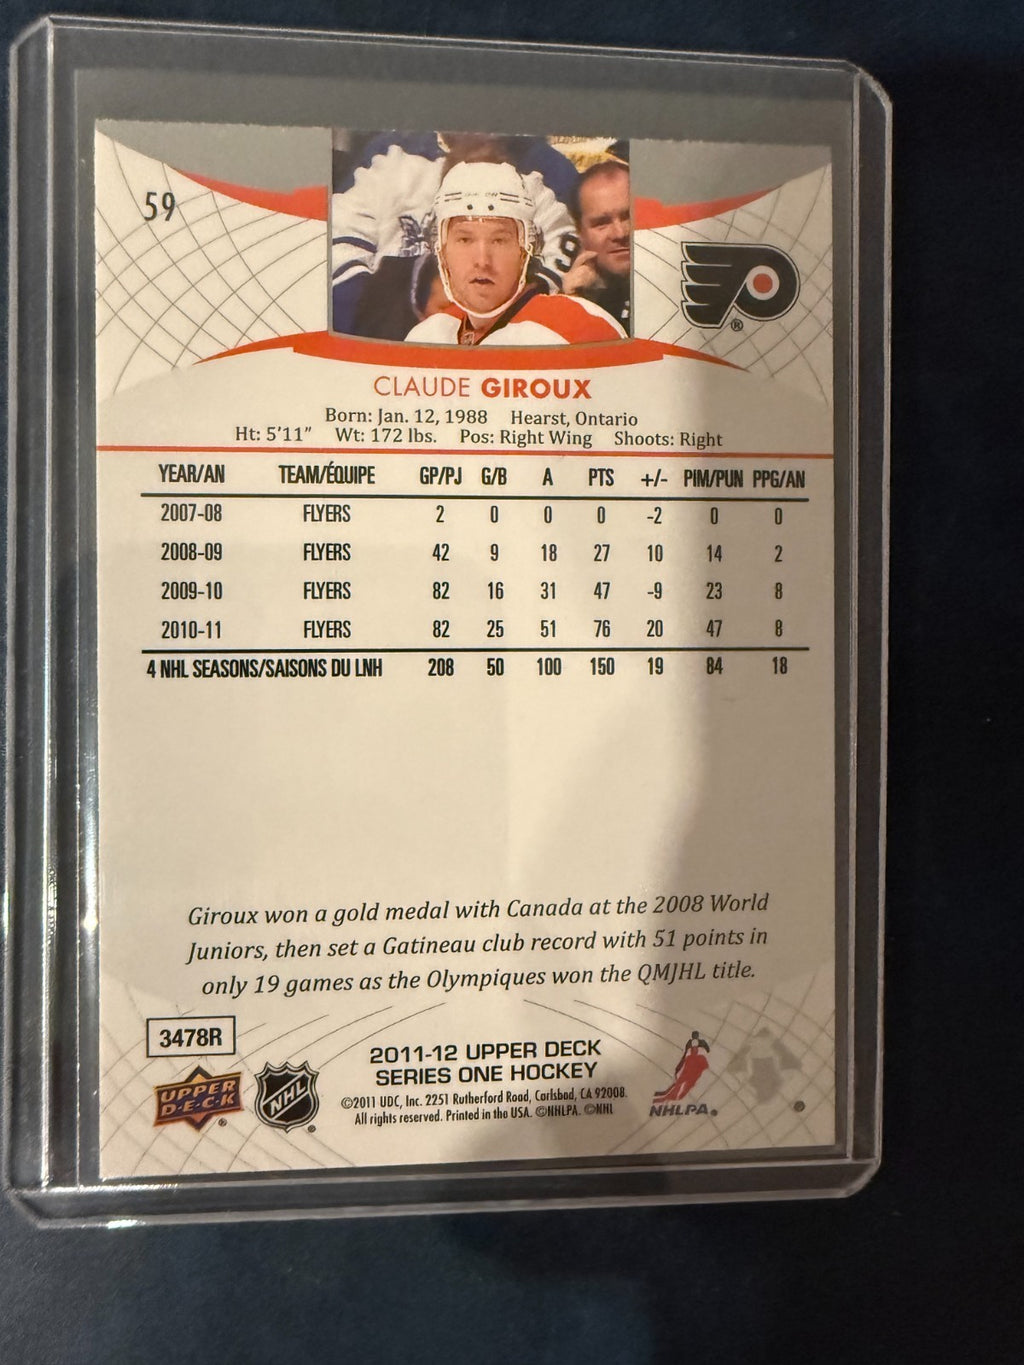 59
CLAUDE GIROUX
Born: Jan. 12, 1988 Hearst, Ontario
Ht: 5'11" Wt: 172 lbs. Pos: Right Wing Shoots: Right
YEAR/AN TEAM/ÉQUIPE GP/PJ G/B A PTS +/- PIM/PUN PPG/AN
2007-08 FLYERS 2 0 0 0 -2 0 0
2008-09 FLYERS 42 9 18 27 10 14 2
2009-10 FLYERS 82 16 31 47 -9 23 8
2010-11 FLYERS 82 25 51 76 20 47 8
4 NHL SEASONS/SAISONS DU LNH 208 50 100 150 19 84 18
Giroux won a gold medal with Canada at the 2008 World
Juniors, then set a Gatineau club record with 51 points in
only 19 games as the Olympiques won the QMJHL title.
3478R
UPPER
D·E·C·K
NHL
2011-12 UPPER DECK
SERIES ONE HOCKEY
©2011 UDC, Inc. 2251 Rutherford Road, Carlsbad, CA 92008.
All rights reserved. Printed in the USA. ©NHLPA. ©NHL
NHLPA®